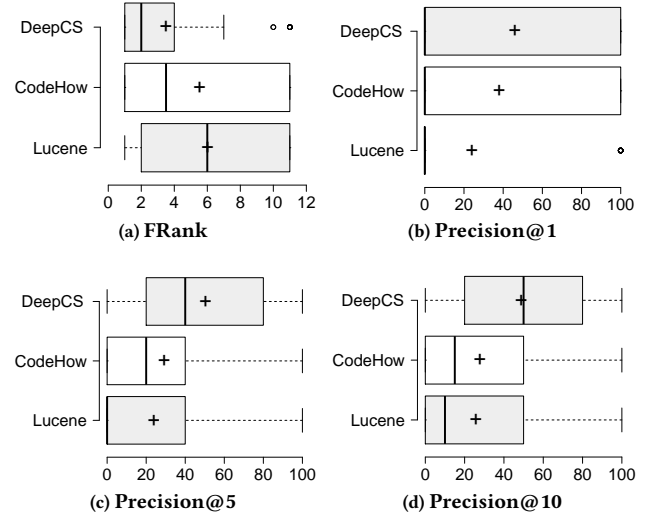 DeepCS
CodeHow
Lucene
0 2 4 6 8 10 12
(a) FRank
DeepCS
CodeHow
Lucene
0 20 40 60 80 100
(b) Precision@1
DeepCS
CodeHow
Lucene
0 20 40 60 80 100
(c) Precision@5
DeepCS
CodeHow
Lucene
0 20 40 60 80 100
(d) Precision@10